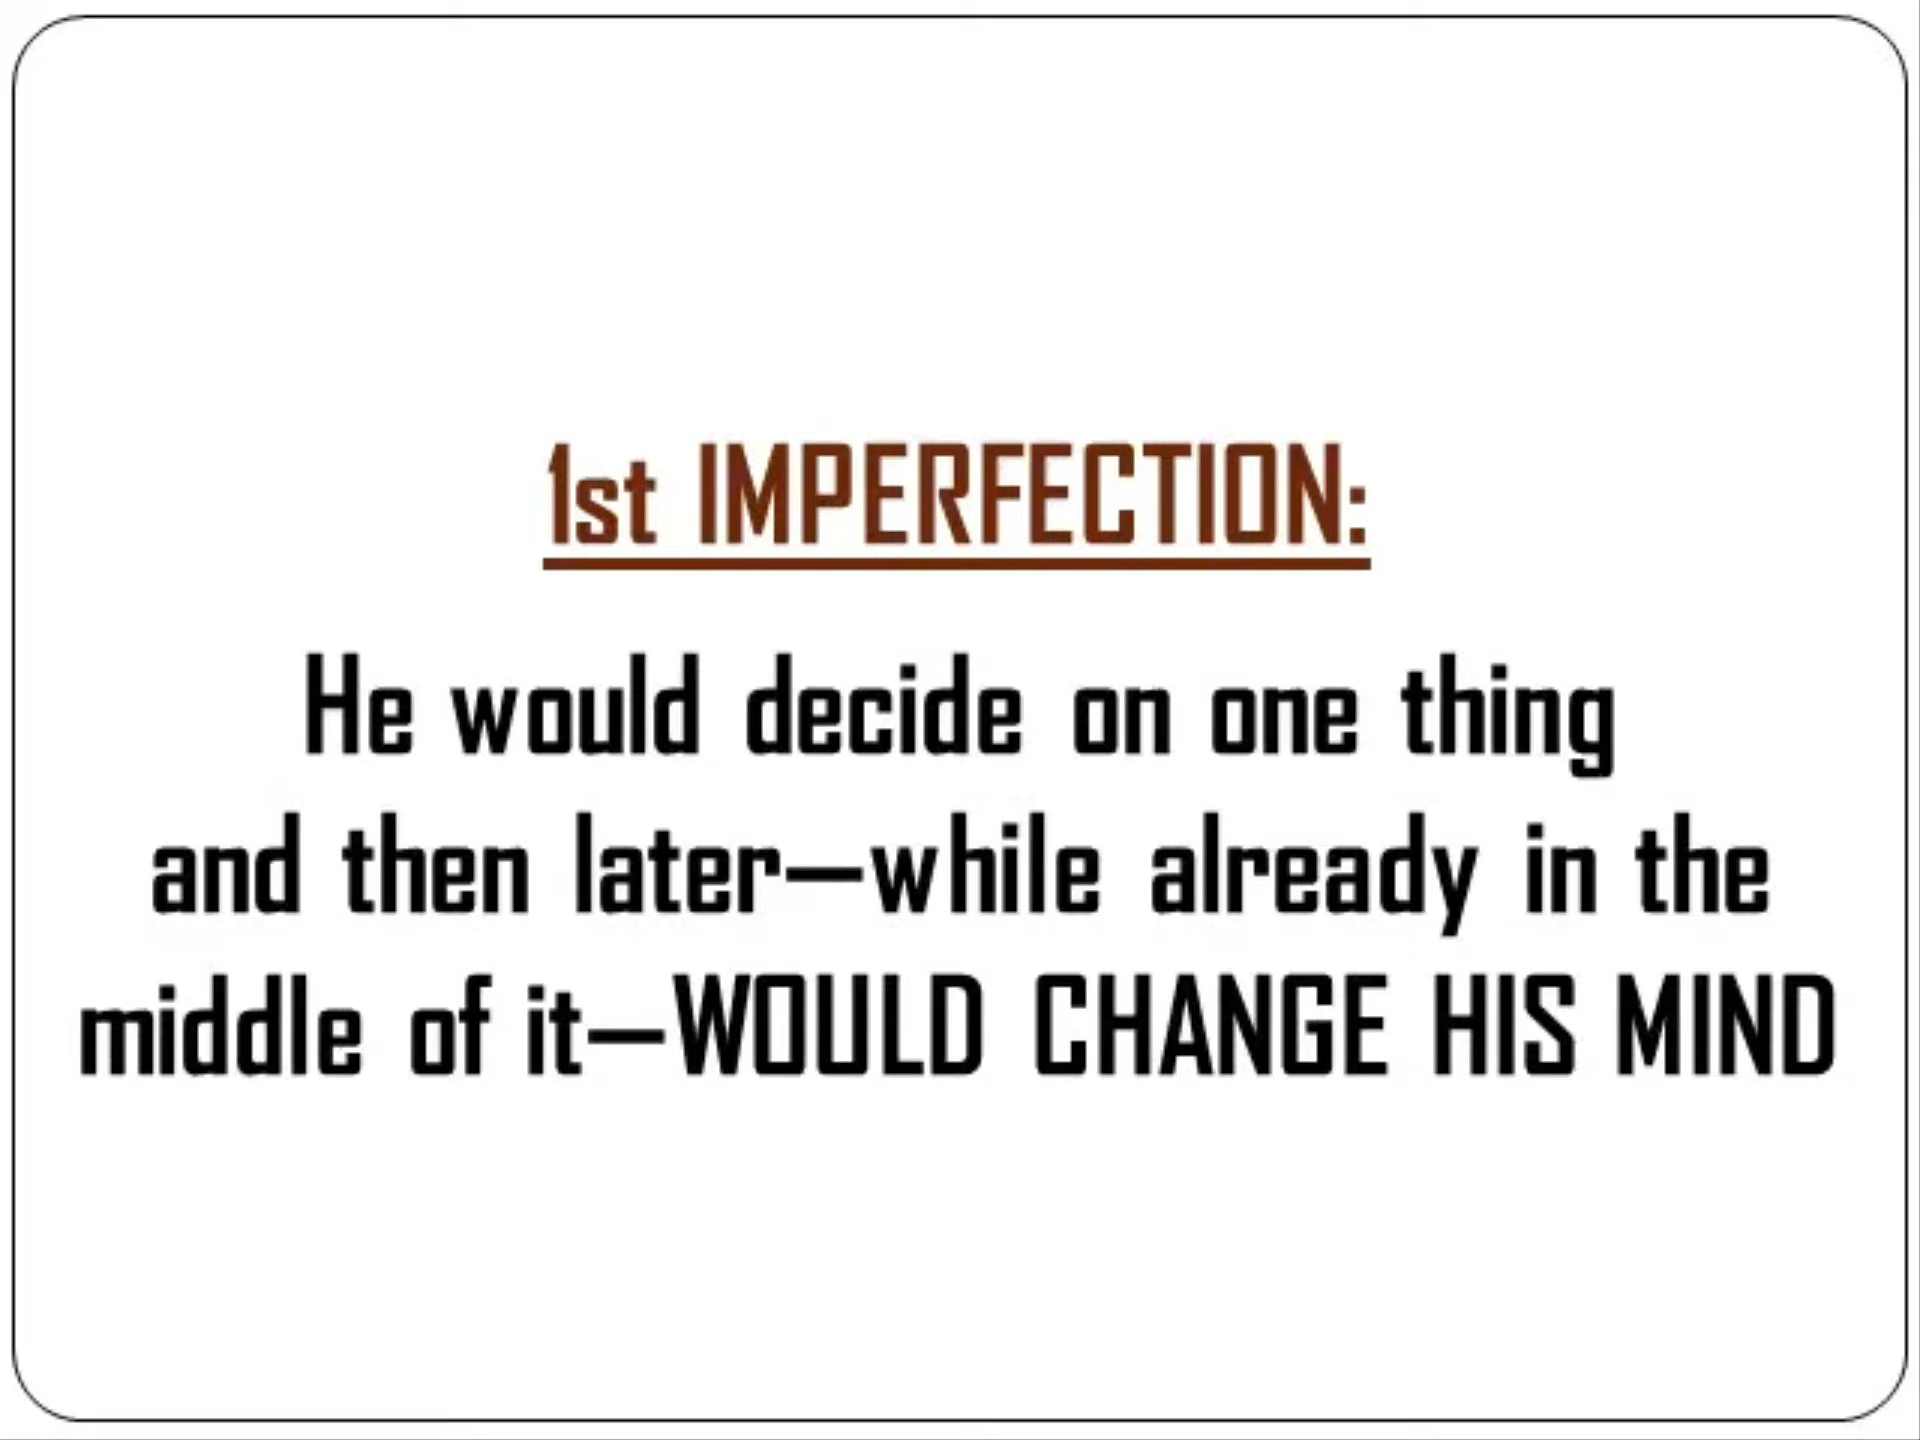 1st IMPERFECTION:
He would decide on one thing
and then later—while already in the
middle of it—WOULD CHANGE HIS MIND